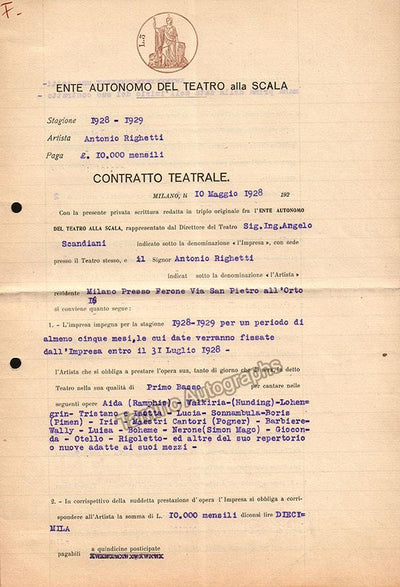 F.
L.5
ENTE AUTONOMO DEL TEATRO alla SCALA
Stagione 1928 - 1929
Artista Antonio Righetti
Paga £. 10.000 mensili
CONTRATTO TEATRALE.
MILANO, li 10 Maggio 1928 192
Con la presente privata scrittura redatta in triplo originale fra l'ENTE AUTONOMO
DEL TEATRO ALLA SCALA, rappresentato dal Direttore del Teatro Sig.Ing.Angelo
Scandiani indicato sotto la denominazione «l'Impresa», con sede
presso il Teatro stesso, e il Signor Antonio Righetti
indicat sotto la denominazione «l'Artista»
residente Milano Presso Ferone Via San Pietro all'Orto
16
si conviene quanto segue:
1. - L'Impresa impegna per la stagione 1928-1929 per un periodo di
almeno cinque mesi,le cui date verranno fissate
dall'Impresa entro il 31 Luglio 1928 -
l'Artista che si obbliga a prestare l'opera sua, tanto di giorno che di sera, in detto
Teatro nella sua qualità di Primo Basso per cantare nelle
seguenti opere Aida (Ramphis) - Walkiria-(Hunding)-Lohen-
grin- Tristano e Isotta - Lucia- Sonnambula-Boris
(Pimen) - Iris - Maestri Cantori (Pogner) - Barbiere-
Wally - Luisa - Boheme - Nerone(Simon Mago) - Giocon-
da - Otello - Rigoletto- ed altre del suo repertorio
o nuove adatte ai suoi mezzi -
Tamino Autographs
2. - In corrispettivo della suddetta prestazione d'opera l'Impresa si obbliga a corri-
spondere all'Artista la somma di L. 10.000 mensili dicensi lire DIECI=
MILA
pagabili a quindicine posticipate